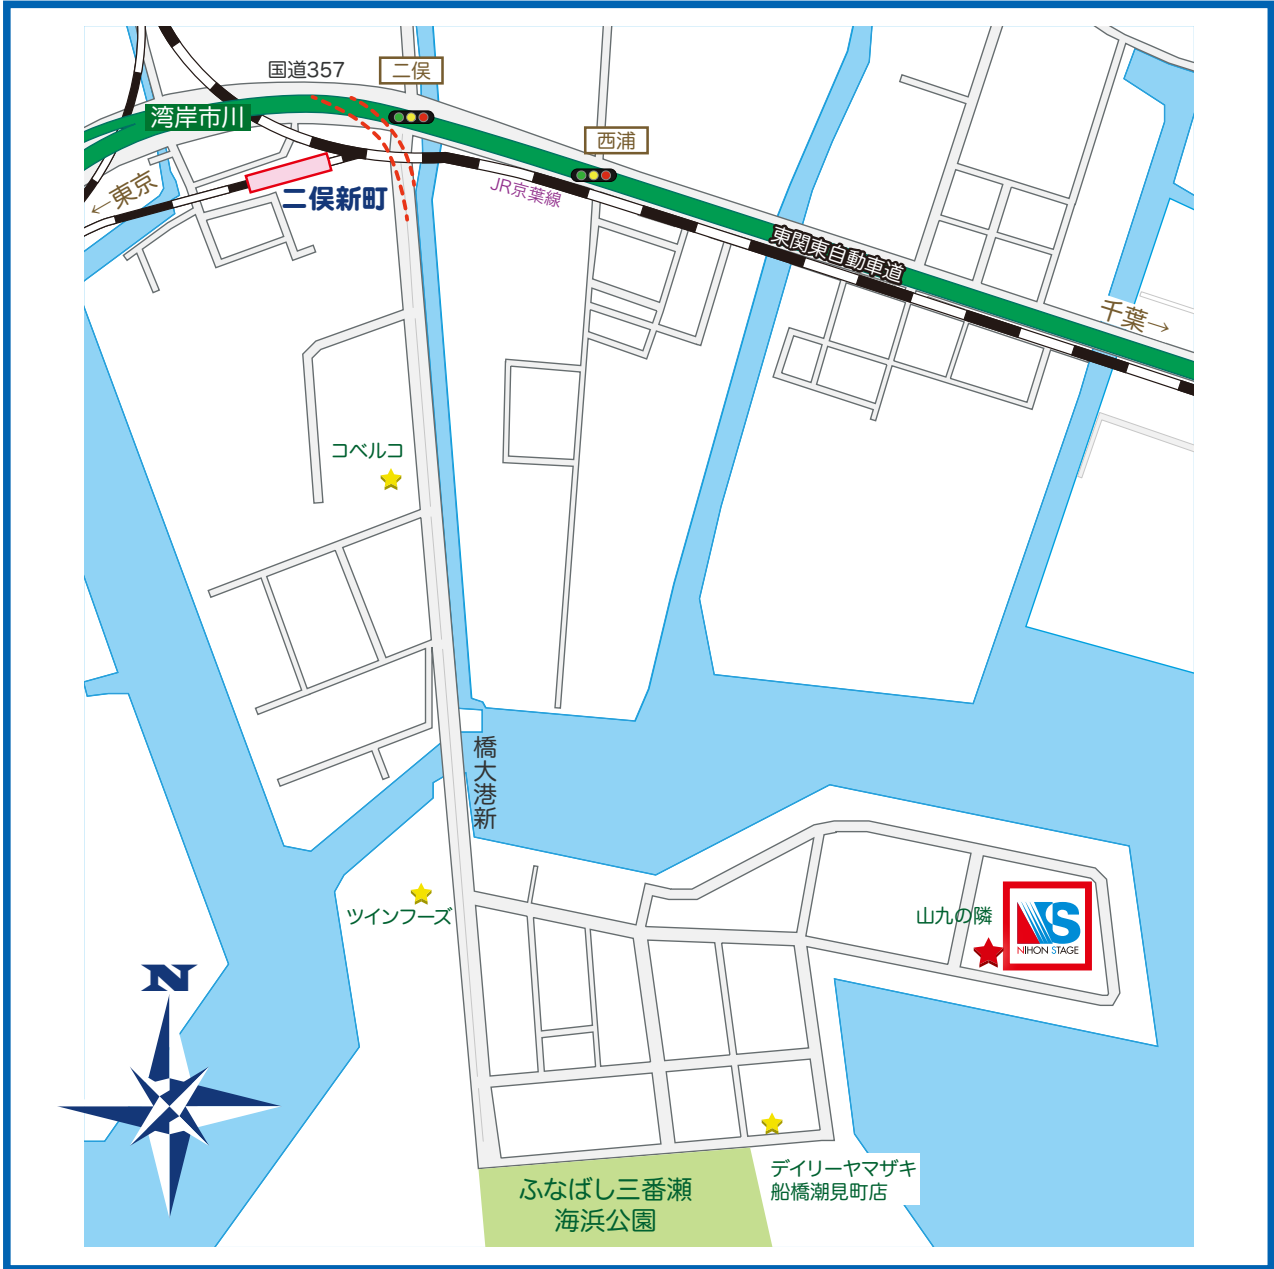 国道357
二俣
湾岸市川
西浦
←東京
二俣新町
JR京葉線
東関東自動車道
千葉→
コベルコ
橋大港新
ツインフーズ
山九の隣
NS
NIHON STAGE
N
デイリーヤマザキ
船橋潮見町店
ふなばし三番瀬
海浜公園